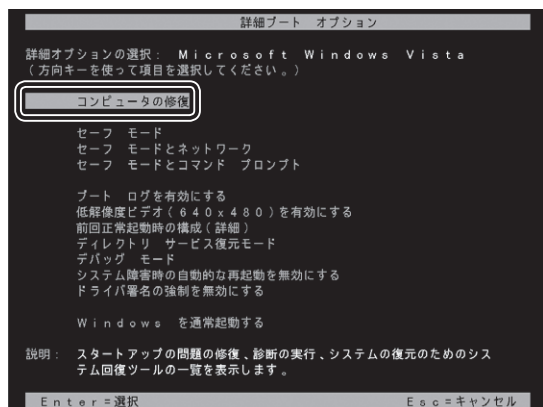 詳細ブート オプション
詳細オプションの選択： Microsoft Windows Vista
（方向キーを使って項目を選択してください。）
コンピュータの修復
セーフ モード
セーフ モードとネットワーク
セーフ モードとコマンド プロンプト
ブート ログを有効にする
低解像度ビデオ（640x480）を有効にする
前回正常起動時の構成（詳細）
ディレクトリ サービス復元モード
デバッグ モード
システム障害時の自動的な再起動を無効にする
ドライバ署名の強制を無効にする
Windows を通常起動する
説明： スタートアップの問題の修復、診断の実行、システムの復元のためのシス
テム回復ツールの一覧を表示します。
Enter=選択 Esc=キャンセル